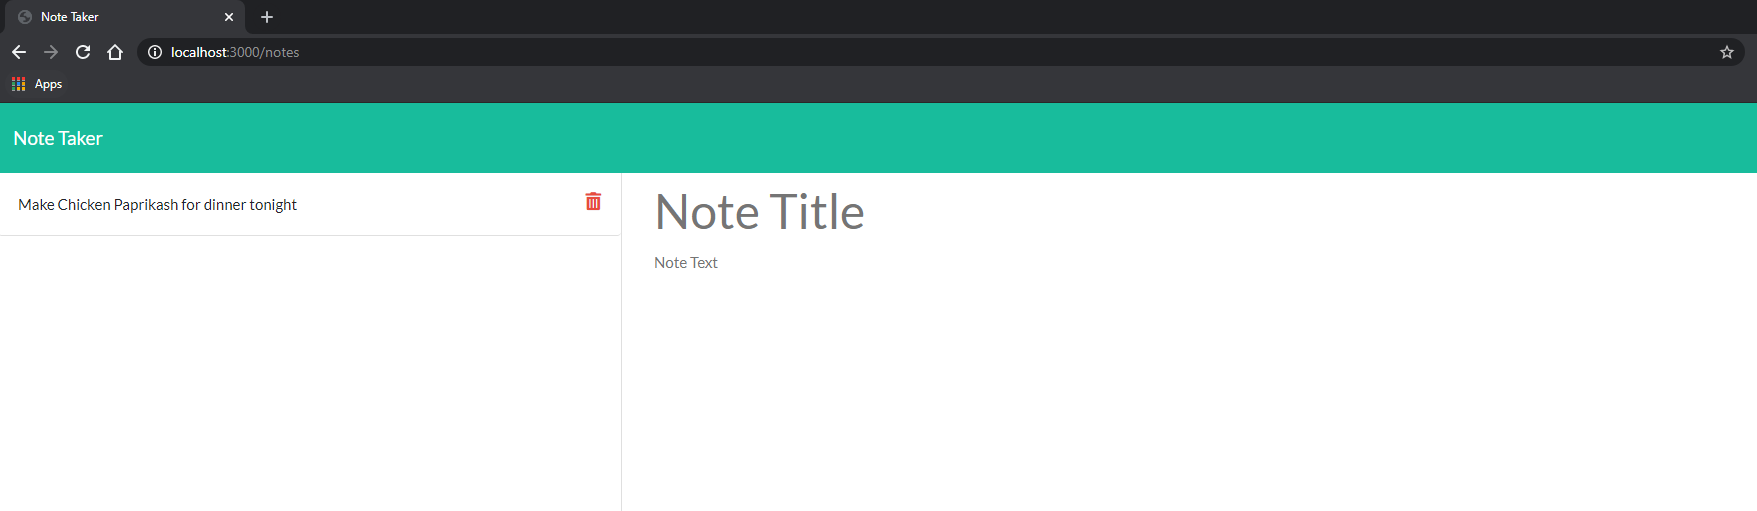 Note Taker
localhost:3000/notes
Apps
Note Taker
Make Chicken Paprikash for dinner tonight
Note Title
Note Text